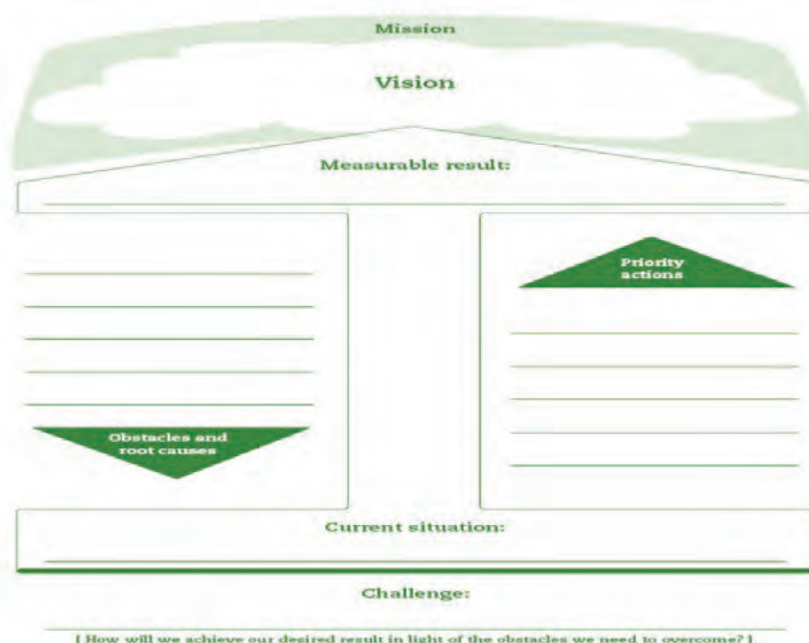 Mission
Vision
Measurable result:
Priority
actions
Obstacles and
root causes
Current situation:
Challenge:
[ How will we achieve our desired result in light of the obstacles we need to overcome? ]